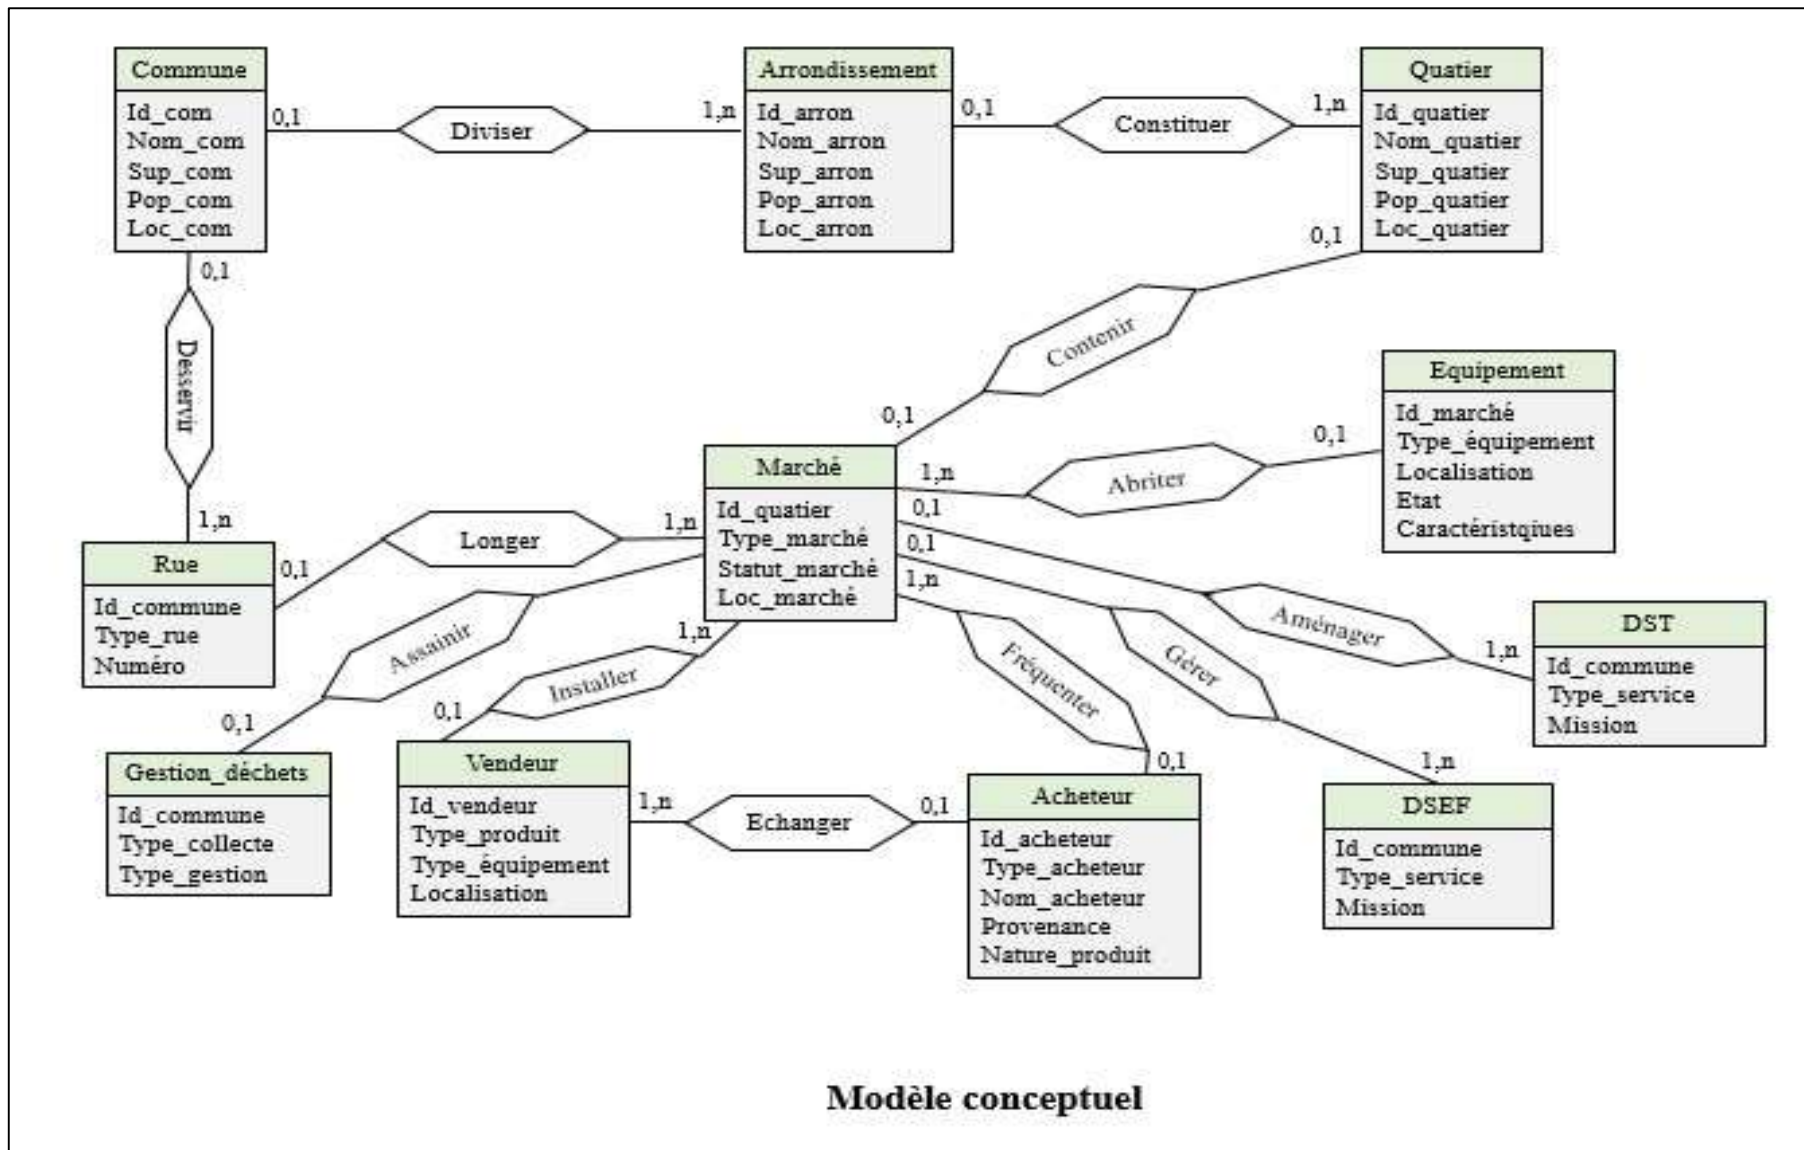 Commune
Id_com
Nom_com
Sup_com
Pop_com
Loc_com
0,1
Diviser
1,n
Arrondissement
Id_arron
Nom_arron
Sup_arron
Pop_arron
Loc_arron
0,1
Constituer
1,n
Quatier
Id_quatier
Nom_quatier
Sup_quatier
Pop_quatier
Loc_quatier
0,1
Desservir
1,n
0,1
Contenir
0,1
Equipement
Id_marché
Type_équipement
Localisation
Etat
Caractéristqiues
1,n
Abriter
0,1
Marché
Id_quatier
Type_marché
Statut_marché
Loc_marché
Rue
Id_commune
Type_rue
Numéro
0,1
Longer
1,n
0,1
Aménager
1,n
0,1
Gérer
1,n
1,n
Fréquenter
0,1
Assainir
0,1
1,n
Installer
0,1
DST
Id_commune
Type_service
Mission
Gestion_déchets
Id_commune
Type_collecte
Type_gestion
Vendeur
Id_vendeur
Type_produit
Type_équipement
Localisation
1,n
Echanger
0,1
Acheteur
Id_acheteur
Type_acheteur
Nom_acheteur
Provenance
Nature_produit
DSEF
Id_commune
Type_service
Mission
Modèle conceptuel